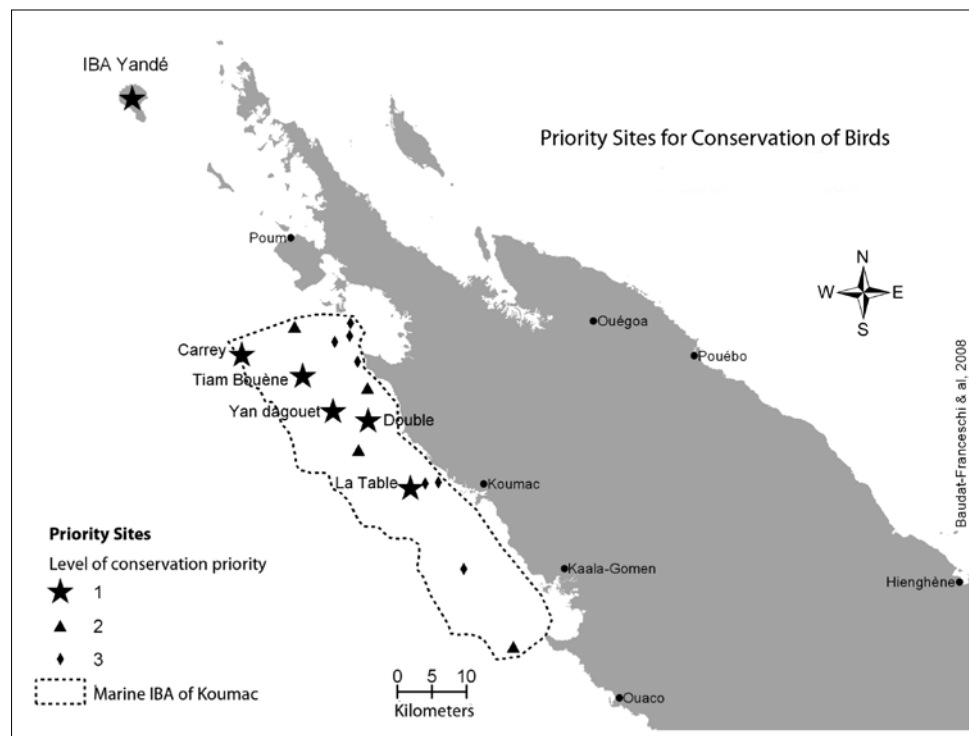 IBA Yandé
Priority Sites for Conservation of Birds
Poum
N
W E
S
Ouégoa
Pouébo
Carrey
Tiam Bouène
Yan dagouet
Double
La Table
Koumac
Kaala-Gomen
Hienghène
Ouaco
Priority Sites
Level of conservation priority
1
2
3
Marine IBA of Koumac
0 5 10
Kilometers
Baudat-Franceschi & al, 2008